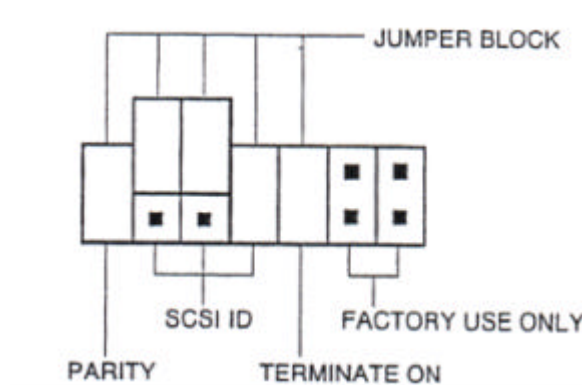 JUMPER BLOCK
SCSI ID
FACTORY USE ONLY
PARITY
TERMINATE ON